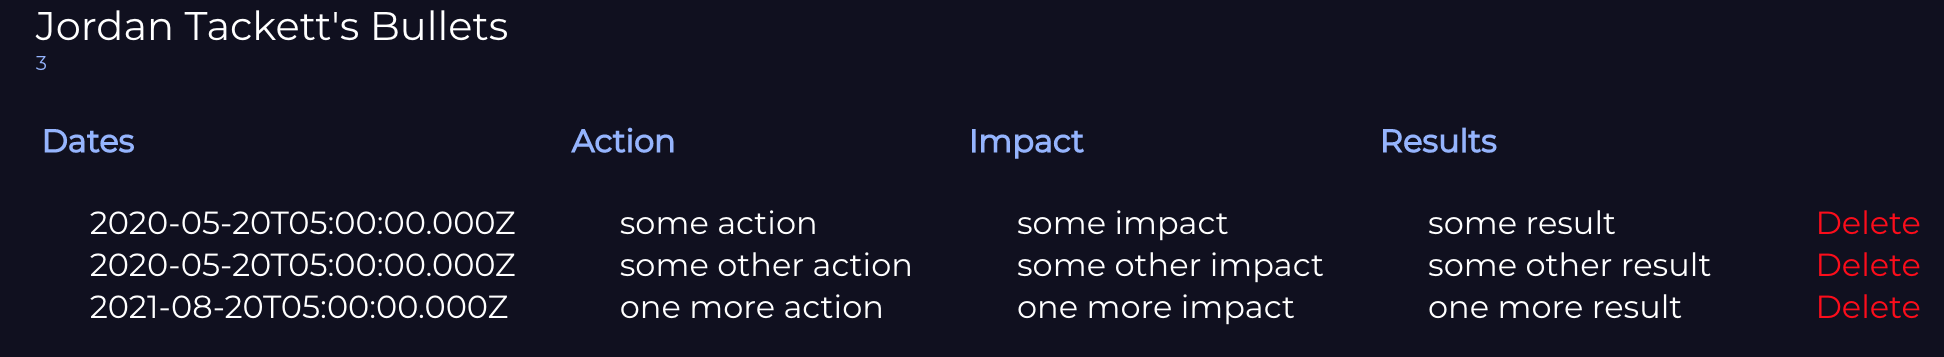 Jordan Tackett's Bullets
3
Dates Action Impact Results
2020-05-20T05:00:00.000Z some action some impact some result Delete
2020-05-20T05:00:00.000Z some other action some other impact some other result Delete
2021-08-20T05:00:00.000Z one more action one more impact one more result Delete